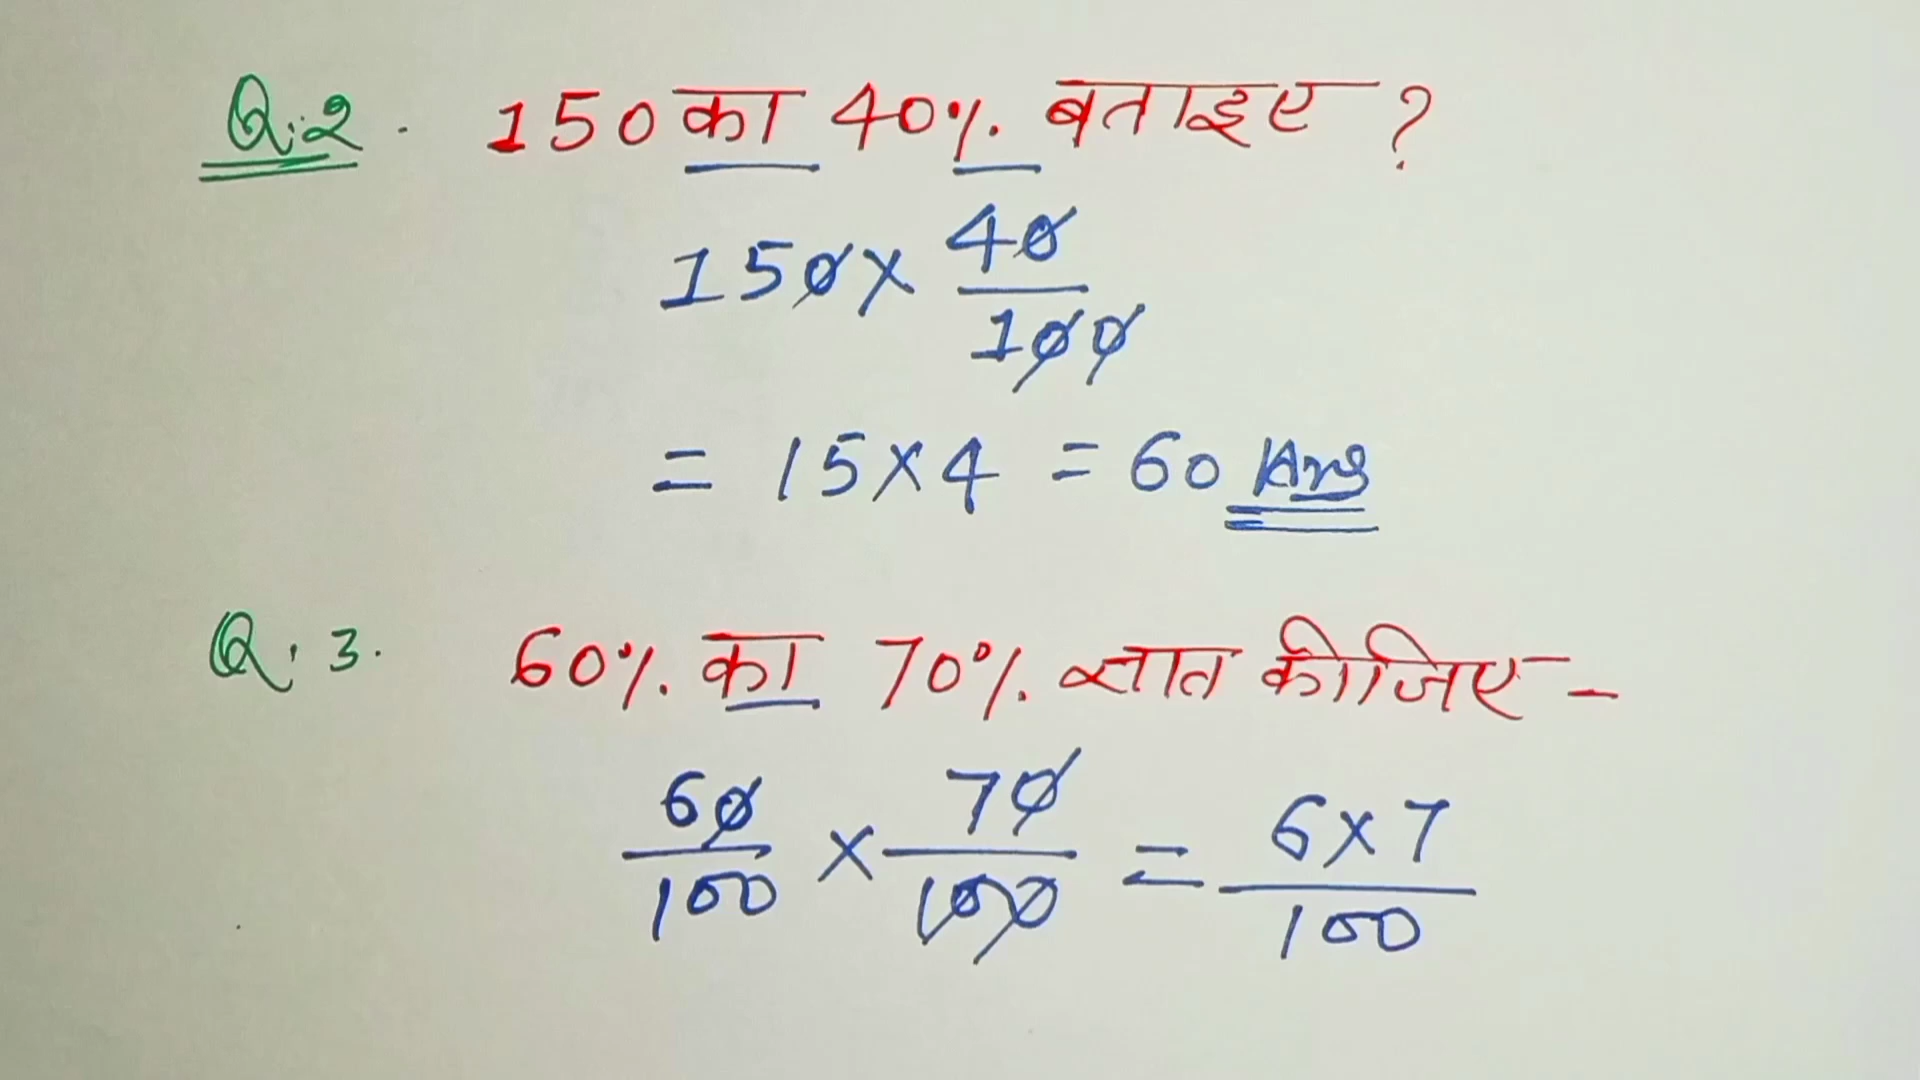 Q.2. 150 का 40% बताइए ?
150 × 40/100
= 15 × 4 = 60 Ans
Q. 3. 60% का 70% ज्ञात कीजिए -
60/100 × 70/100 = 6×7/100